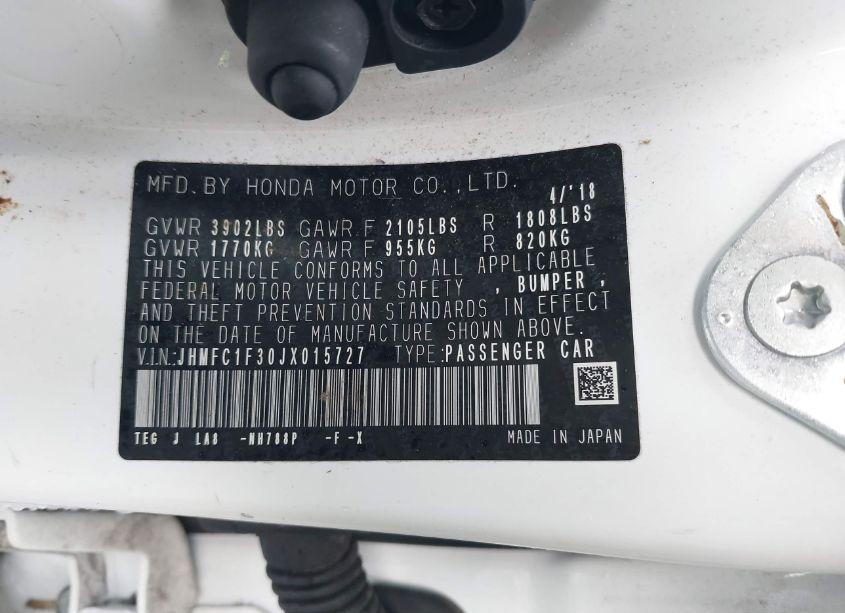 MFD. BY HONDA MOTOR CO., LTD. 4/'18
GVWR 3902LBS GAWR F 2105LBS R 1808LBS
GVWR 1770KG GAWR F 955KG R 820KG
THIS VEHICLE CONFORMS TO ALL APPLICABLE
FEDERAL MOTOR VEHICLE SAFETY , BUMPER ,
AND THEFT PREVENTION STANDARDS IN EFFECT
ON THE DATE OF MANUFACTURE SHOWN ABOVE.
V.I.N:JHMFC1F30JX015727 TYPE:PASSENGER CAR
TEG J LA8 -NH788P -F -X MADE IN JAPAN